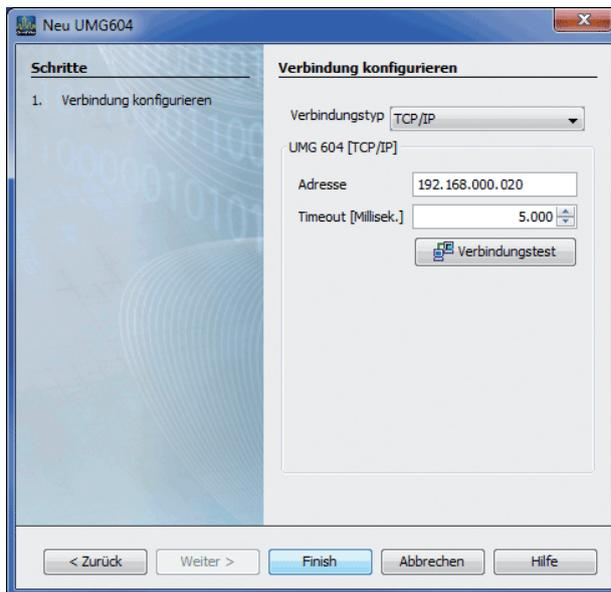 Neu UMG604
Schritte
1. Verbindung konfigurieren
Verbindung konfigurieren
Verbindungstyp TCP/IP
UMG 604 [TCP/IP]
Adresse 192.168.000.020
Timeout [Millisek.] 5.000
Verbindungstest
< Zurück Weiter > Finish Abbrechen Hilfe